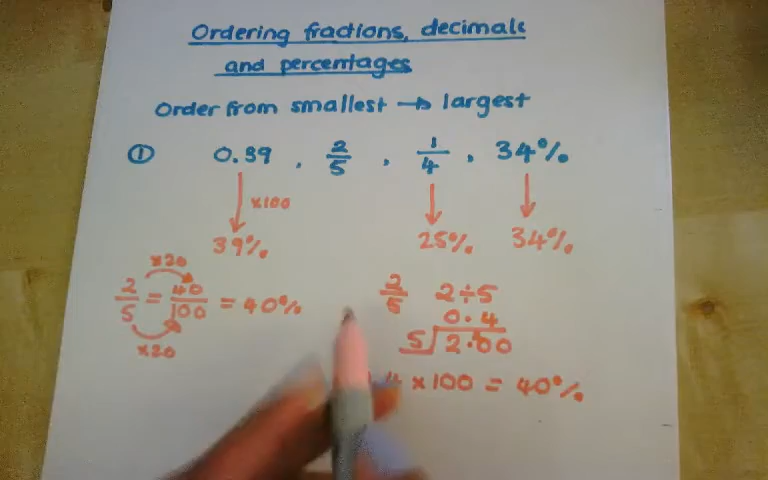 Ordering fractions, decimals
and percentages
Order from smallest → largest
① 0.39 , 2/5 , 1/4 , 34%
×100
39% 25% 34%
×20
2/5 = 40/100 = 40%
×20
2/5 2÷5
0.4
5 2.00
4 ×100 = 40%